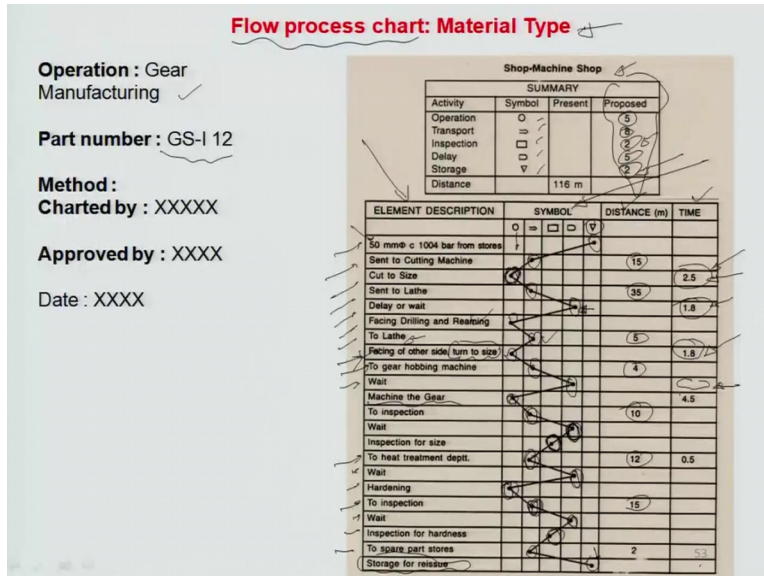 Flow process chart: Material Type
Operation : Gear
Manufacturing
Part number : GS-I 12
Method :
Charted by : XXXXX
Approved by : XXXX
Date : XXXX
Shop-Machine Shop
SUMMARY
Activity Symbol Present Proposed
Operation 5
Transport 8
Inspection 2
Delay 5
Storage 2
Distance 116 m
ELEMENT DESCRIPTION SYMBOL DISTANCE (m) TIME
50 mmΦ c 1004 bar from stores
Sent to Cutting Machine 15
Cut to Size 2.5
Sent to Lathe 35
Delay or wait 1.8
Facing Drilling and Reaming
To Lathe 5
Facing of other side, turn to size) 1.8
To gear hobbing machine 4
Wait
Machine the Gear 4.5
To inspection 10
Wait
Inspection for size
To heat treatment deptt. 12 0.5
Wait
Hardening
To inspection 15
Wait
Inspection for hardness
To spare part stores 2
Storage for reissue
53